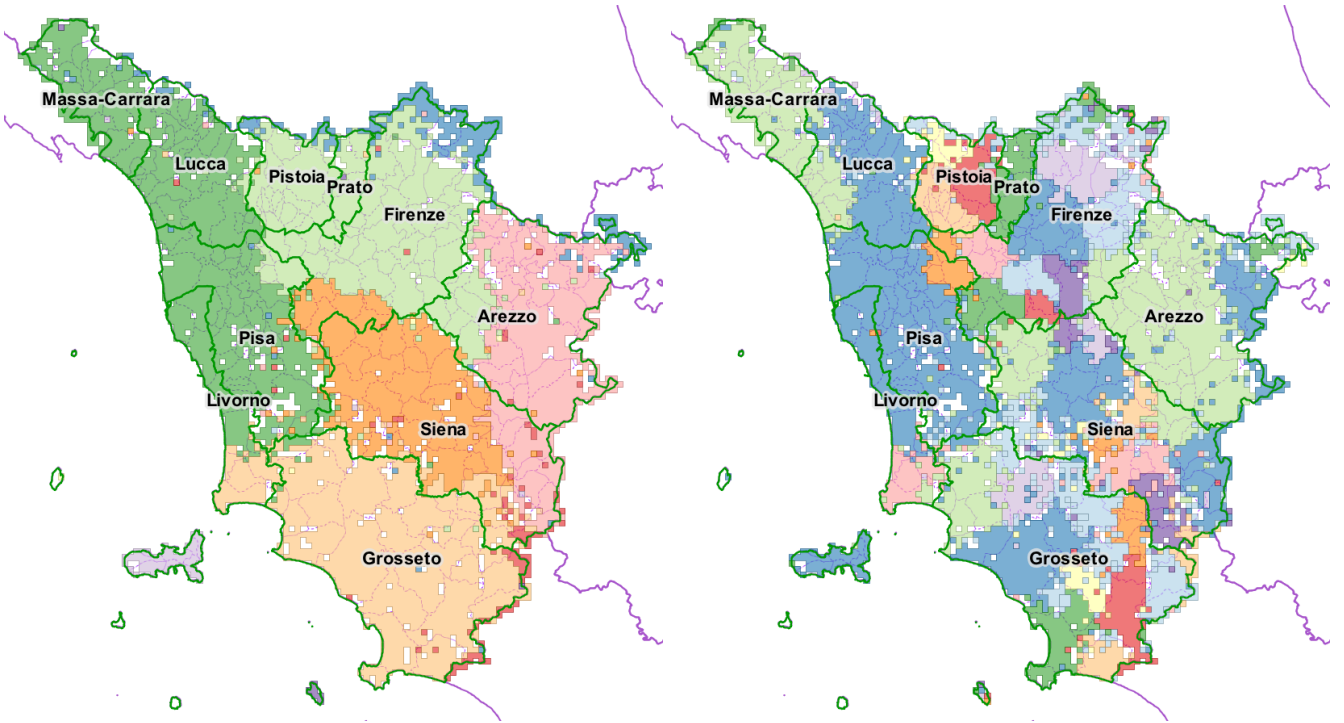 Massa-Carrara
Lucca
Pistoia
Prato
Firenze
Arezzo
Pisa
Livorno
Siena
Grosseto
Massa-Carrara
Lucca
Pistoia
Prato
Firenze
Arezzo
Pisa
Livorno
Siena
Grosseto